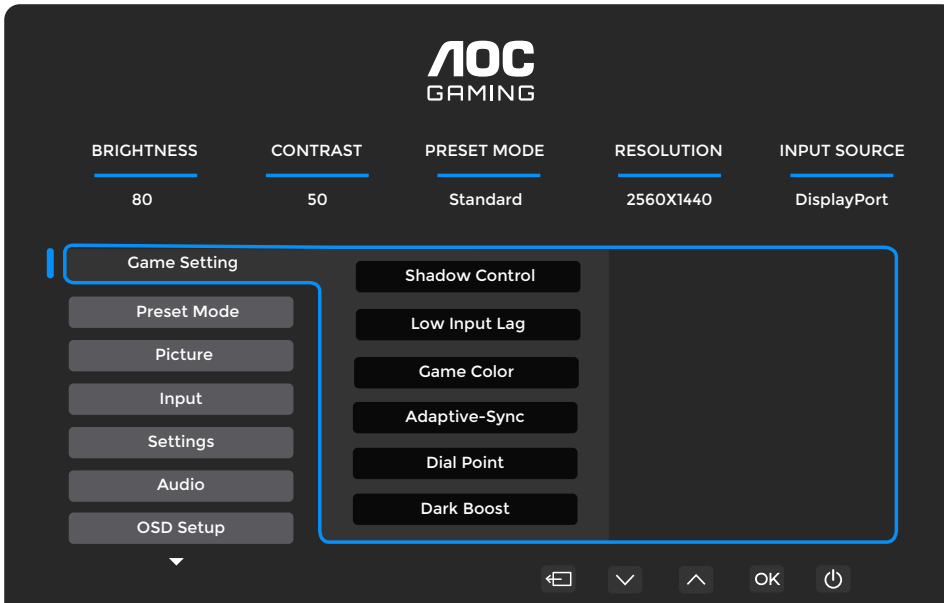 AOC
GAMING
BRIGHTNESS CONTRAST PRESET MODE RESOLUTION INPUT SOURCE
80 50 Standard 2560X1440 DisplayPort
Game Setting
Preset Mode
Picture
Input
Settings
Audio
OSD Setup
Shadow Control
Low Input Lag
Game Color
Adaptive-Sync
Dial Point
Dark Boost
OK